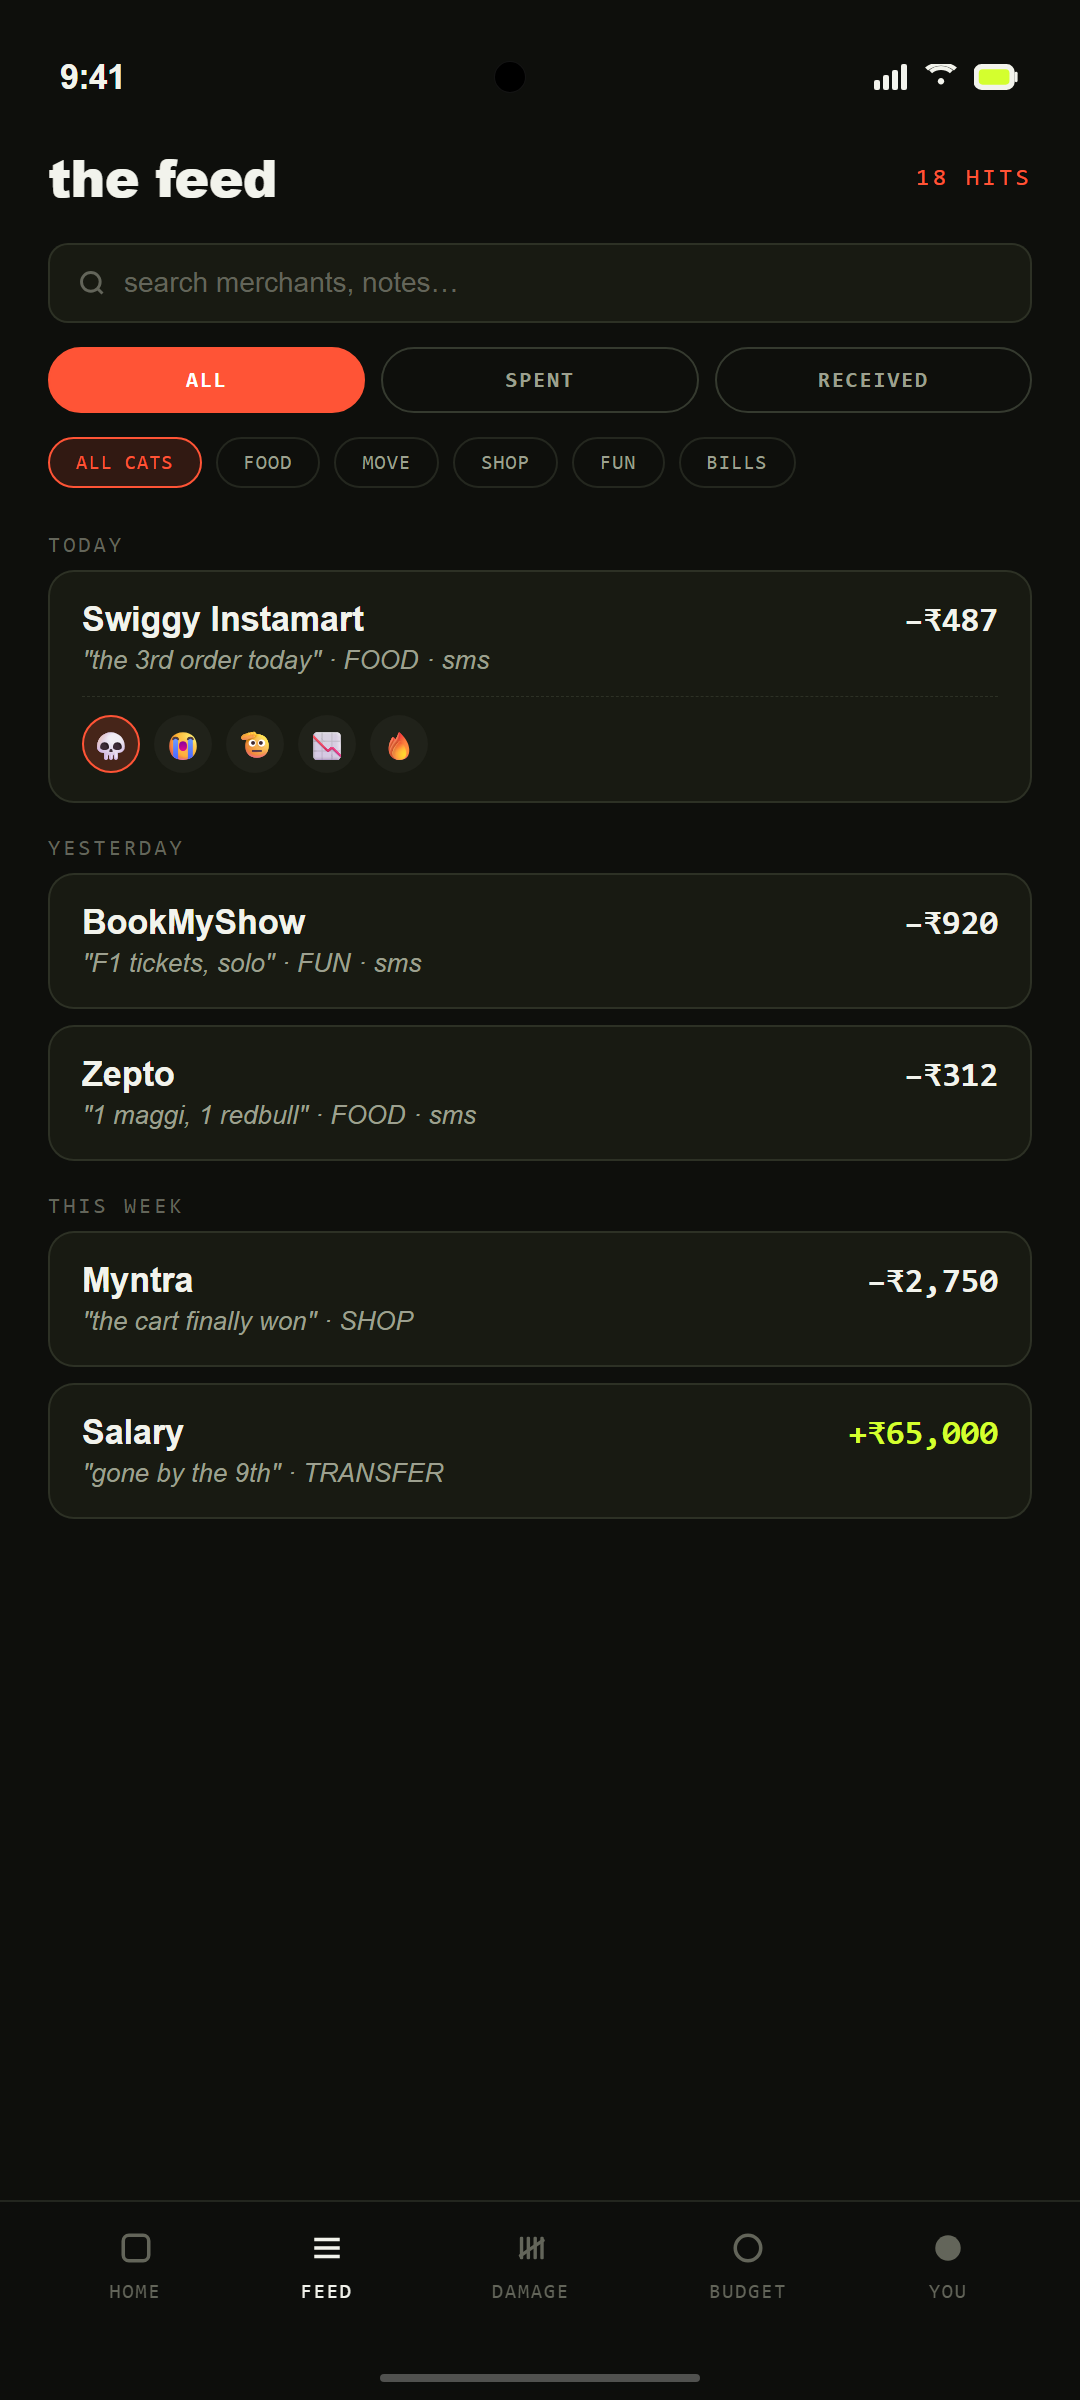 9:41
the feed
18 HITS
search merchants, notes…
ALL
SPENT
RECEIVED
ALL CATS
FOOD
MOVE
SHOP
FUN
BILLS
TODAY
Swiggy Instamart
–₹487
"the 3rd order today" · FOOD · sms
YESTERDAY
BookMyShow
–₹920
"F1 tickets, solo" · FUN · sms
Zepto
–₹312
"1 maggi, 1 redbull" · FOOD · sms
THIS WEEK
Myntra
–₹2,750
"the cart finally won" · SHOP
Salary
+₹65,000
"gone by the 9th" · TRANSFER
HOME
FEED
DAMAGE
BUDGET
YOU